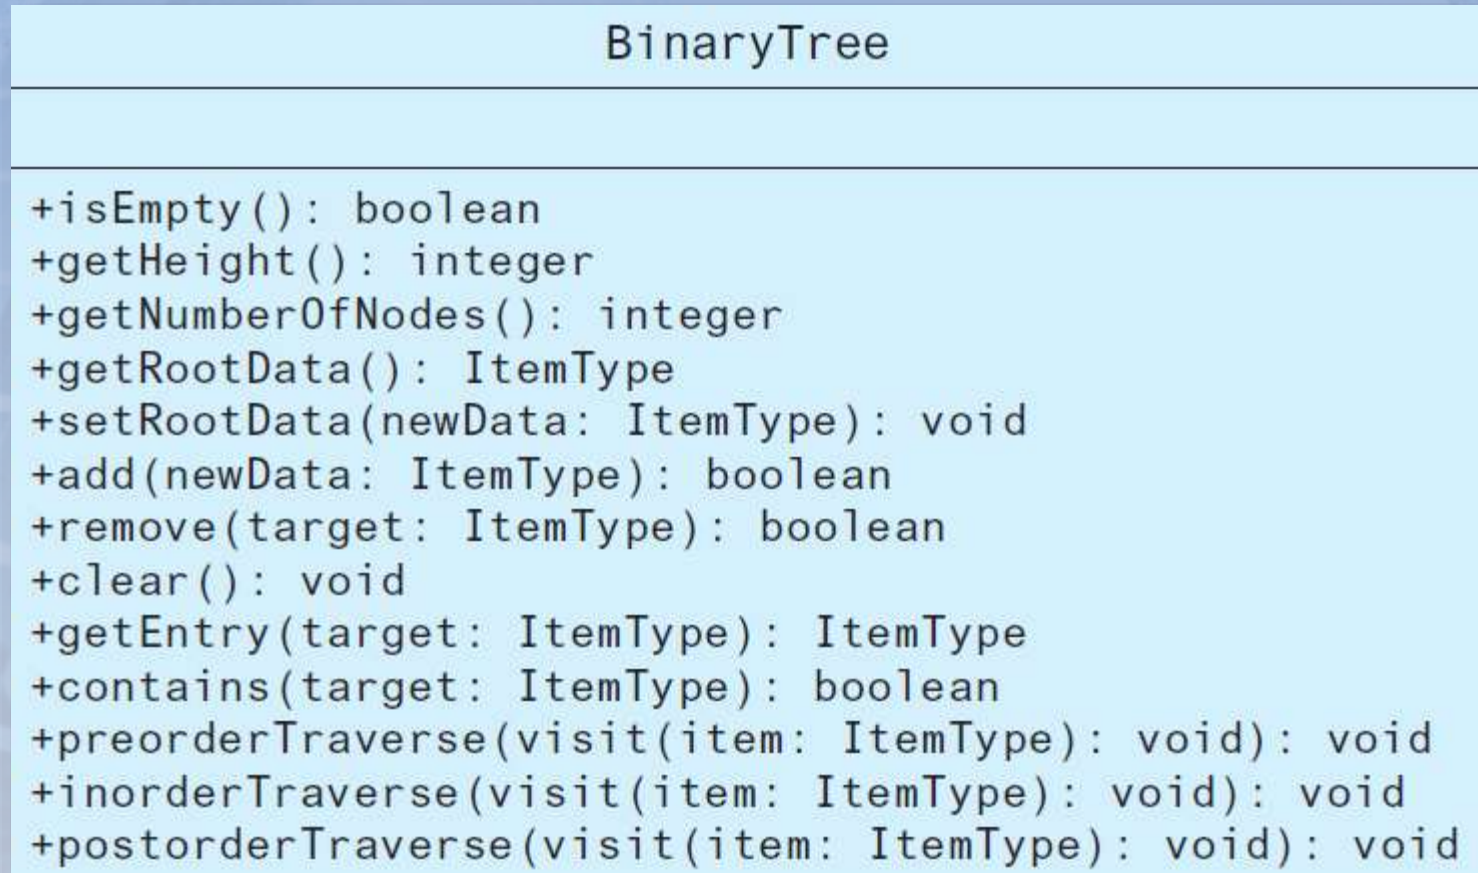 BinaryTree
+isEmpty(): boolean
+getHeight(): integer
+getNumberOfNodes(): integer
+getRootData(): ItemType
+setRootData(newData: ItemType): void
+add(newData: ItemType): boolean
+remove(target: ItemType): boolean
+clear(): void
+getEntry(target: ItemType): ItemType
+contains(target: ItemType): boolean
+preorderTraverse(visit(item: ItemType): void): void
+inorderTraverse(visit(item: ItemType): void): void
+postorderTraverse(visit(item: ItemType): void): void